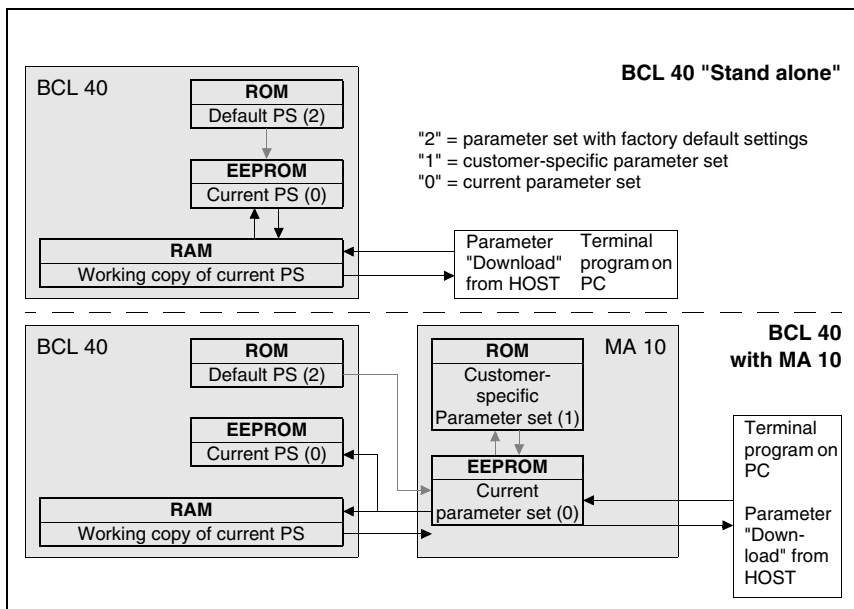 BCL 40 "Stand alone"
BCL 40
ROM
Default PS (2)
"2" = parameter set with factory default settings
"1" = customer-specific parameter set
"0" = current parameter set
EEPROM
Current PS (0)
RAM
Working copy of current PS
Parameter
"Download"
from HOST
Terminal
program on
PC
BCL 40
with MA 10
BCL 40
ROM
Default PS (2)
EEPROM
Current PS (0)
RAM
Working copy of current PS
MA 10
ROM
Customer-
specific
Parameter set (1)
EEPROM
Current
parameter set (0)
Terminal
program on
PC
Parameter
"Down-
load" from
HOST